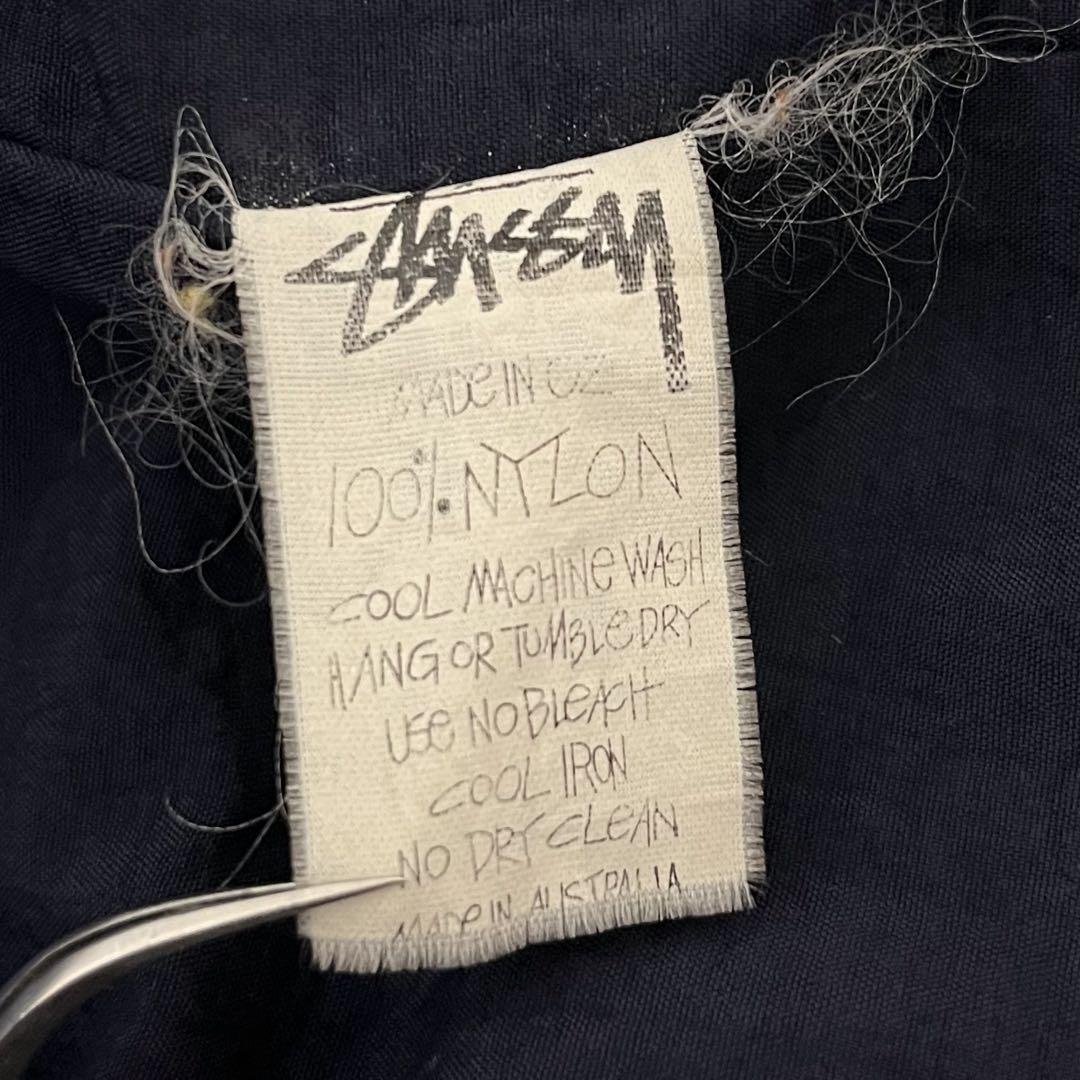 STÜSSY
MADE IN OZ
100% NYLON
COOL MACHINE WASH
HANG OR TUMBLE DRY
USE NO BLEACH
COOL IRON
NO DRY CLEAN
MADE IN AUSTRALIA